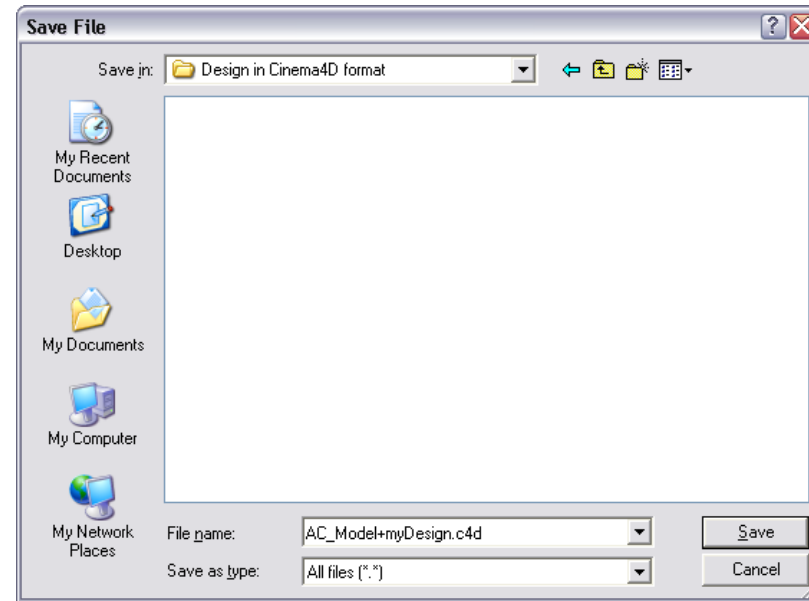 Save File
Save in:
Design in Cinema4D format
My Recent
Documents
Desktop
My Documents
My Computer
My Network
Places
File name:
AC_Model+myDesign.c4d
Save
Save as type:
All files (*.*)
Cancel